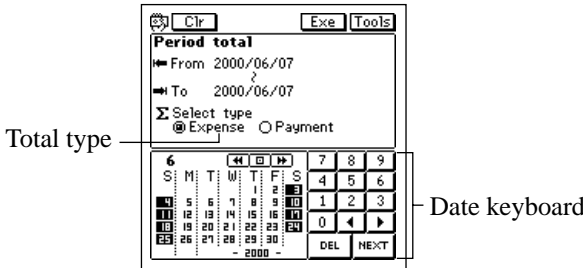 Clr Exe Tools
Period total
From 2000/06/07
~
To 2000/06/07
Σ Select type
Expense Payment
Total type
6
S M T W T F S
1 2 3
4 5 6 7 8 9 10
11 12 13 14 15 16 17
18 19 20 21 22 23 24
25 26 27 28 29 30
- 2000 -
7 8 9
4 5 6
1 2 3
0
DEL NEXT
Date keyboard